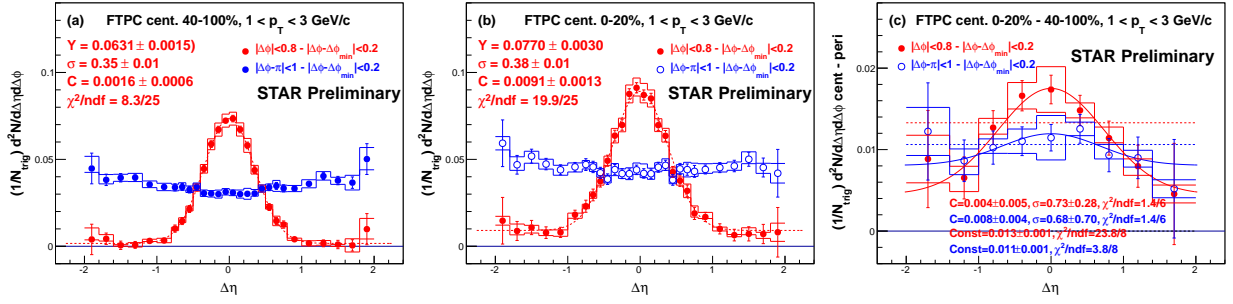 (a) FTPC cent. 40-100%, 1 < p_T < 3 GeV/c
Y = 0.0631 ± 0.0015)
σ = 0.35 ± 0.01
C = 0.0016 ± 0.0006
χ²/ndf = 8.3/25
|Δφ|<0.8 - |Δφ-Δφ_min|<0.2
|Δφ-π|<1 - |Δφ-Δφ_min|<0.2
STAR Preliminary
(1/N_trig) d²N/dΔηdΔφ
0.1
0.05
0
-2 -1 0 1 2
Δη
(b) FTPC cent. 0-20%, 1 < p_T < 3 GeV/c
Y = 0.0770 ± 0.0030
σ = 0.38 ± 0.01
C = 0.0091 ± 0.0013
χ²/ndf = 19.9/25
|Δφ|<0.8 - |Δφ-Δφ_min|<0.2
|Δφ-π|<1 - |Δφ-Δφ_min|<0.2
STAR Preliminary
(1/N_trig) d²N/dΔηdΔφ
0.1
0.05
0
-2 -1 0 1 2
Δη
(c) FTPC cent. 0-20% - 40-100%, 1 < p_T < 3 GeV/c
|Δφ|<0.8 - |Δφ-Δφ_min|<0.2
|Δφ-π|<1 - |Δφ-Δφ_min|<0.2
STAR Preliminary
(1/N_trig) d²N/dΔηdΔφ cent - peri
0.02
0.01
0
C=0.004±0.005, σ=0.73±0.28, χ²/ndf=1.4/6
C=0.008±0.004, σ=0.68±0.70, χ²/ndf=1.4/6
Const=0.013±0.001, χ²/ndf=23.8/8
Const=0.011±0.001, χ²/ndf=3.8/8
-2 -1 0 1 2
Δη